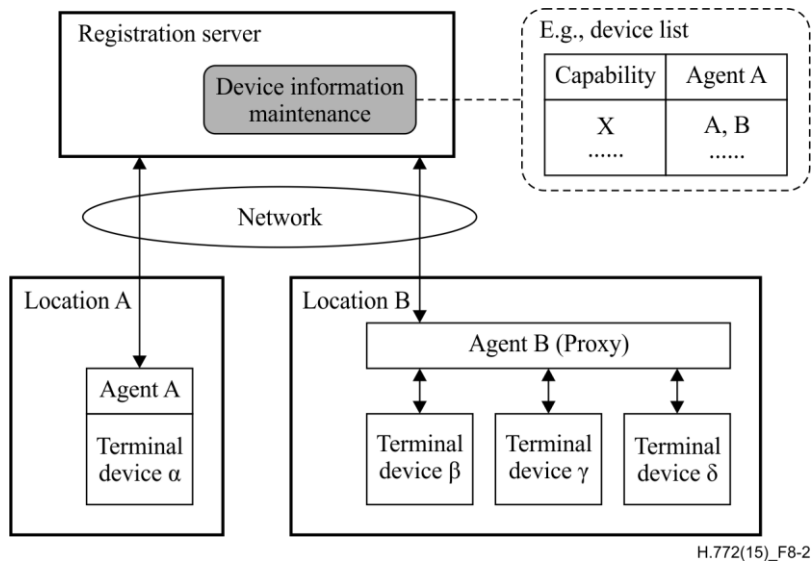 Registration server
Device information
maintenance
E.g., device list
Capability Agent A
X A, B
...... ......
Network
Location A
Agent A
Terminal
device α
Location B
Agent B (Proxy)
Terminal
device β
Terminal
device γ
Terminal
device δ
H.772(15)_F8-2